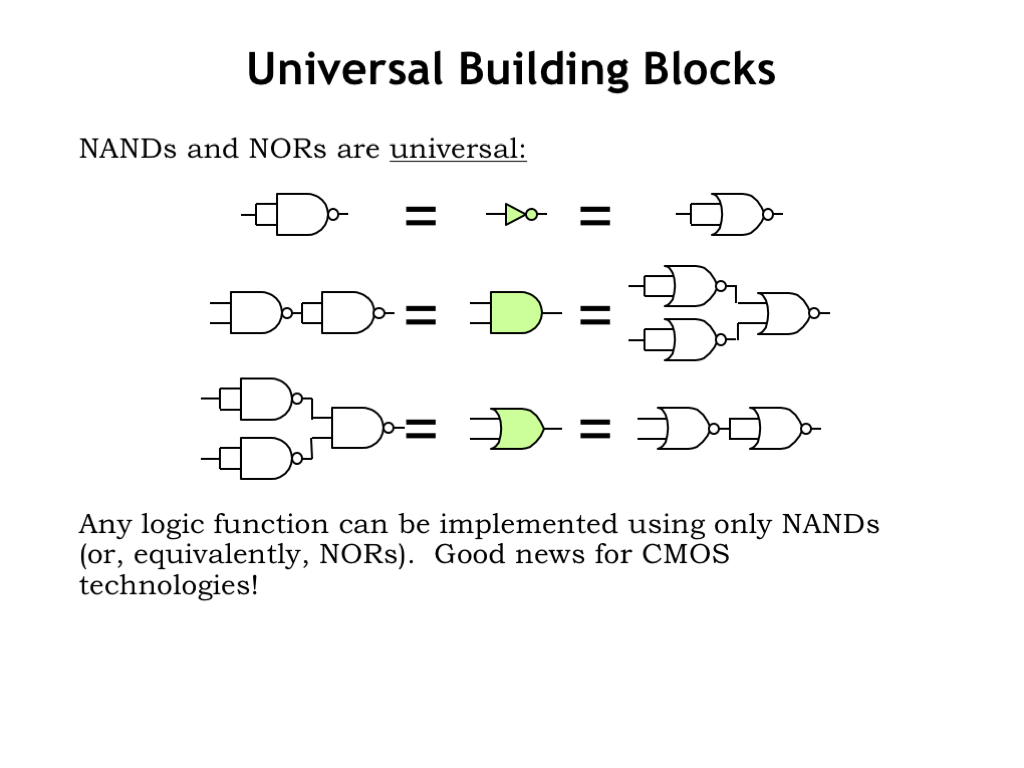 Universal Building Blocks
NANDs and NORs are universal:
= =
= =
= =
Any logic function can be implemented using only NANDs
(or, equivalently, NORs).  Good news for CMOS
technologies!